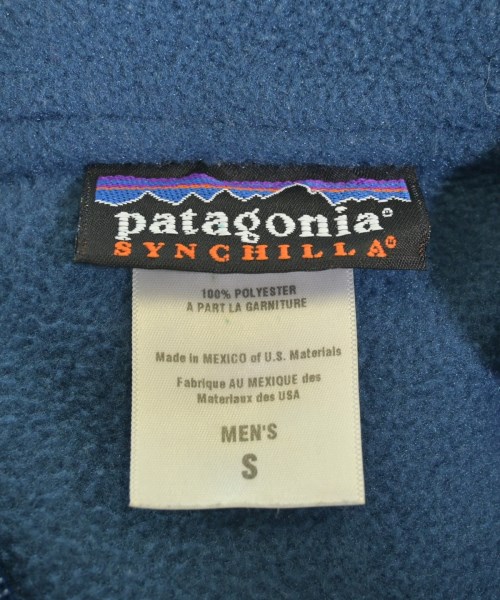 patagonia®
SYNCHILLA®
100% POLYESTER
À PART LA GARNITURE
Made in MEXICO of U.S. Materials
Fabrique AU MEXIQUE des
Materiaux des USA
MEN'S
S